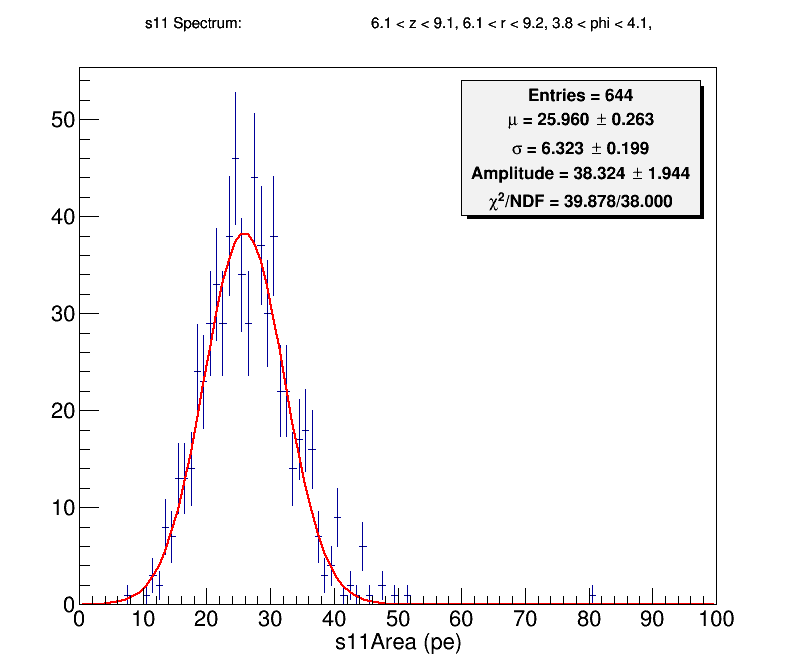 s11 Spectrum: 6.1 < z < 9.1, 6.1 < r < 9.2, 3.8 < phi < 4.1,
Entries = 644
μ = 25.960 ± 0.263
σ = 6.323 ± 0.199
Amplitude = 38.324 ± 1.944
χ²/NDF = 39.878/38.000
50
40
30
20
10
0
0 10 20 30 40 50 60 70 80 90 100
s11Area (pe)